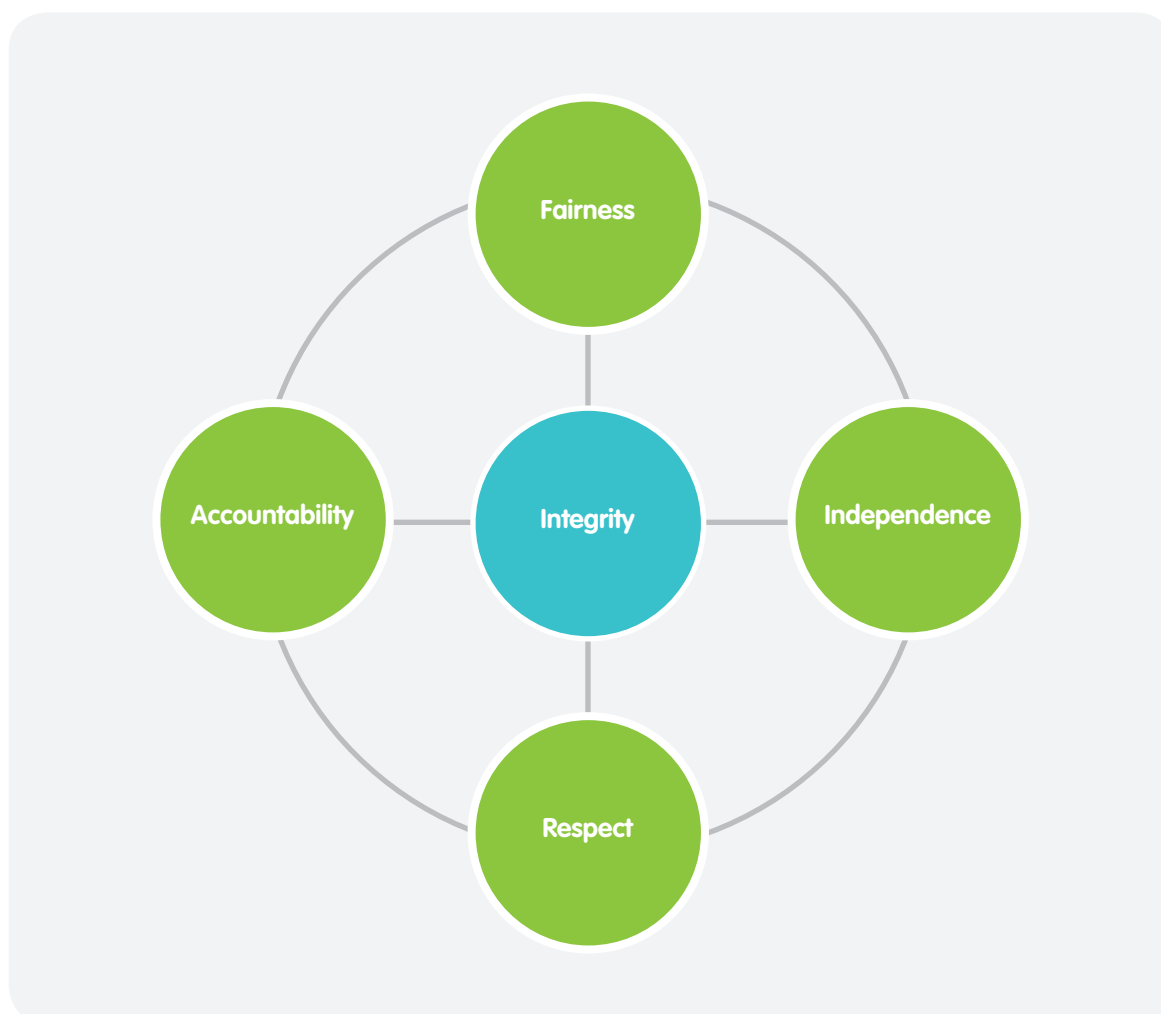 Fairness
Accountability
Integrity
Independence
Respect